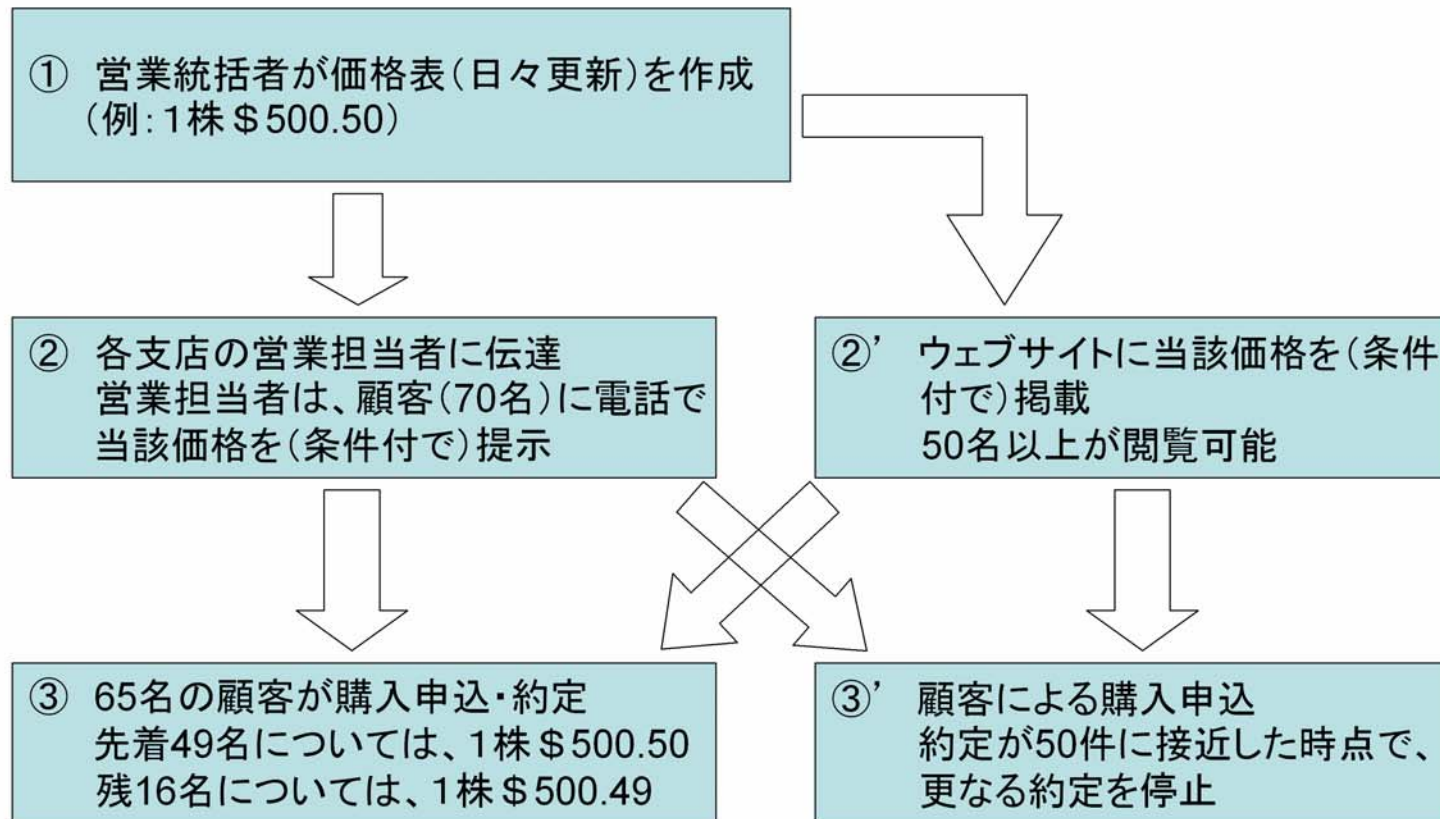 ① 営業統括者が価格表(日々更新)を作成
(例:1株$500.50)
② 各支店の営業担当者に伝達
営業担当者は、顧客(70名)に電話で
当該価格を(条件付で)提示
②’ ウェブサイトに当該価格を(条件
付で)掲載
50名以上が閲覧可能
③ 65名の顧客が購入申込・約定
先着49名については、1株$500.50
残16名については、1株$500.49
③’ 顧客による購入申込
約定が50件に接近した時点で、
更なる約定を停止